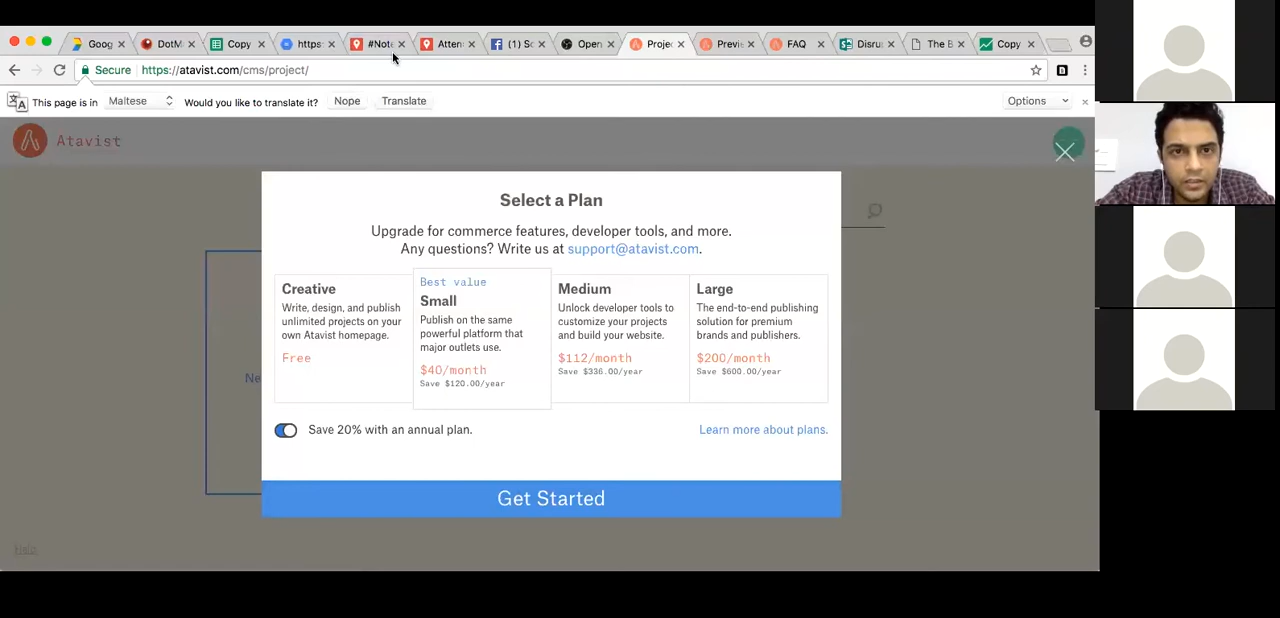 Goog
DotM
Copy
https:
#Note
Atten
(1) Sc
Open
Projec
Previe
FAQ
Disru
The B
Copy
Secure https://atavist.com/cms/project/
This page is in Maltese Would you like to translate it? Nope Translate Options
Atavist
Select a Plan
Upgrade for commerce features, developer tools, and more.
Any questions? Write us at support@atavist.com.
Creative
Write, design, and publish
unlimited projects on your
own Atavist homepage.
Free
Best value
Small
Publish on the same
powerful platform that
major outlets use.
$40/month
Save $120.00/year
Medium
Unlock developer tools to
customize your projects
and build your website.
$112/month
Save $336.00/year
Large
The end-to-end publishing
solution for premium
brands and publishers.
$200/month
Save $600.00/year
Ne
Save 20% with an annual plan.
Learn more about plans.
Get Started
Help